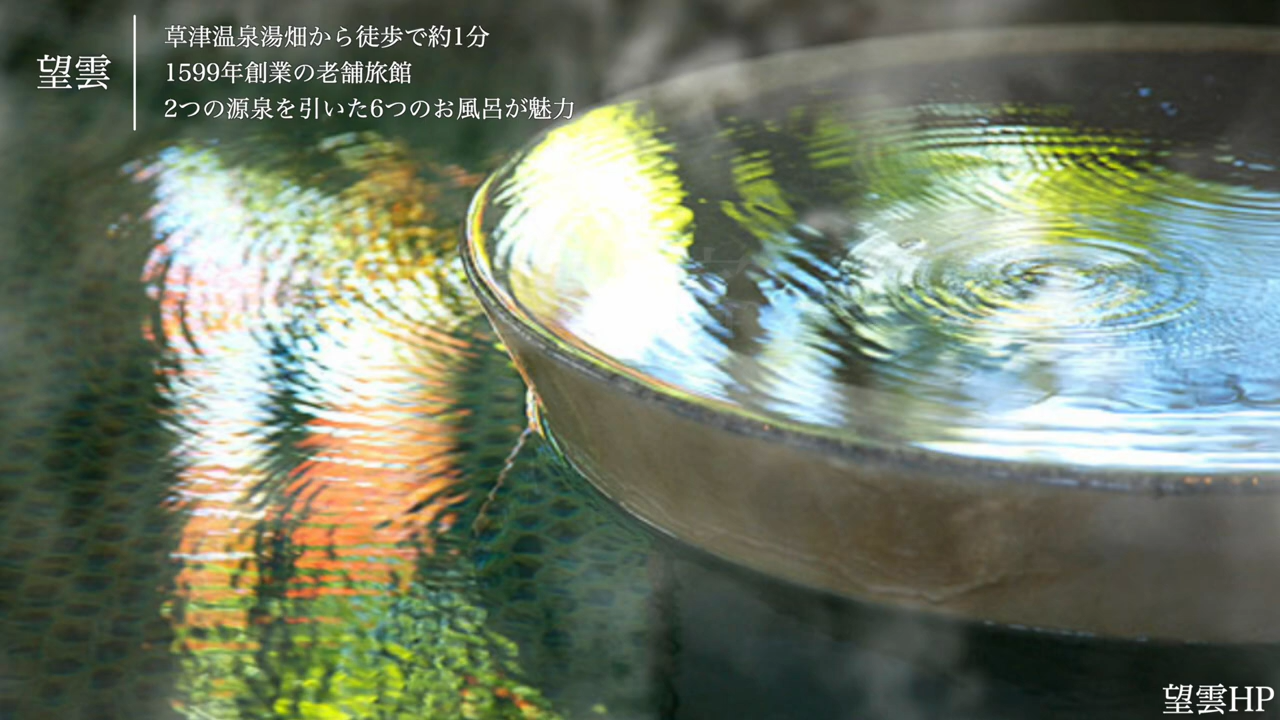 望雲
草津温泉湯畑から徒歩で約1分
1599年創業の老舗旅館
2つの源泉を引いた6つのお風呂が魅力
望雲HP